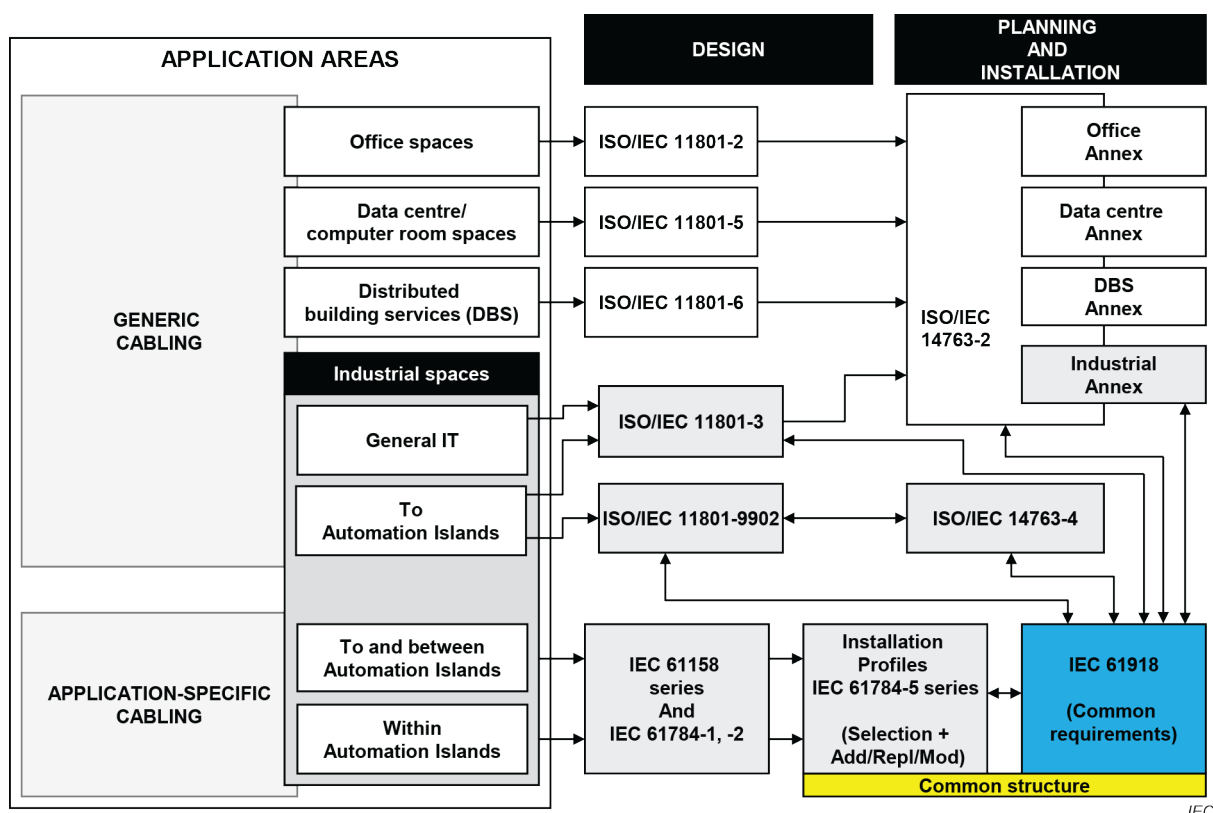 APPLICATION AREAS
DESIGN
PLANNING
AND
INSTALLATION
GENERIC
CABLING
Office spaces
ISO/IEC 11801-2
Office
Annex
Data centre/
computer room spaces
ISO/IEC 11801-5
Data centre
Annex
Distributed
building services (DBS)
ISO/IEC 11801-6
DBS
Annex
ISO/IEC
14763-2
Industrial
Annex
Industrial spaces
General IT
ISO/IEC 11801-3
To
Automation Islands
ISO/IEC 11801-9902
ISO/IEC 14763-4
APPLICATION-SPECIFIC
CABLING
To and between
Automation Islands
Within
Automation Islands
IEC 61158
series
And
IEC 61784-1, -2
Installation
Profiles
IEC 61784-5 series
(Selection +
Add/Repl/Mod)
IEC 61918
(Common
requirements)
Common structure
IEC